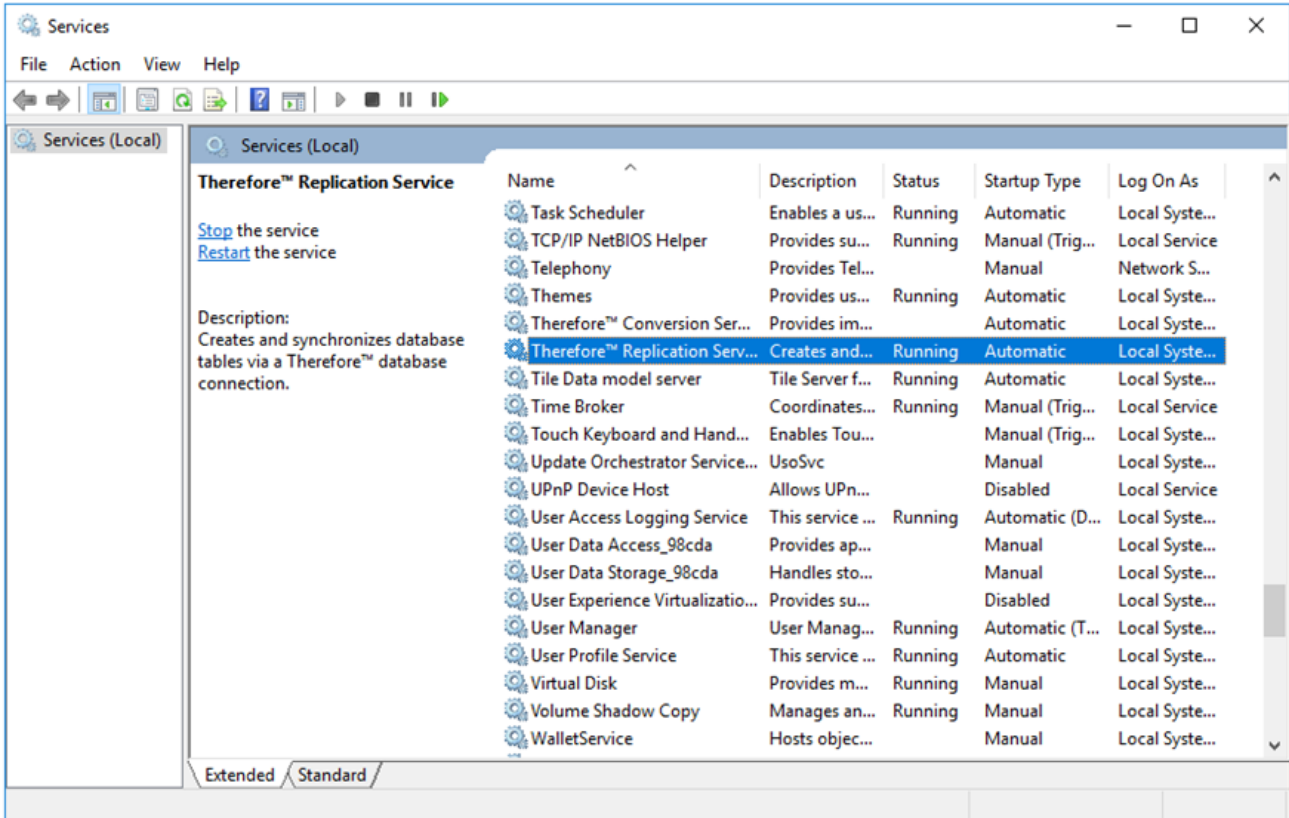 Services
File Action View Help
Services (Local)
Services (Local)
Therefore™ Replication Service
Stop the service
Restart the service
Description:
Creates and synchronizes database
tables via a Therefore™ database
connection.
Name Description Status Startup Type Log On As
Task Scheduler Enables a us... Running Automatic Local Syste...
TCP/IP NetBIOS Helper Provides su... Running Manual (Trig... Local Service
Telephony Provides Tel... Manual Network S...
Themes Provides us... Running Automatic Local Syste...
Therefore™ Conversion Ser... Provides im... Automatic Local Syste...
Therefore™ Replication Serv... Creates and... Running Automatic Local Syste...
Tile Data model server Tile Server f... Running Automatic Local Syste...
Time Broker Coordinates... Running Manual (Trig... Local Service
Touch Keyboard and Hand... Enables Tou... Manual (Trig... Local Syste...
Update Orchestrator Service... UsoSvc Manual Local Syste...
UPnP Device Host Allows UPn... Disabled Local Service
User Access Logging Service This service ... Running Automatic (D... Local Syste...
User Data Access_98cda Provides ap... Manual Local Syste...
User Data Storage_98cda Handles sto... Manual Local Syste...
User Experience Virtualizatio... Provides su... Disabled Local Syste...
User Manager User Manag... Running Automatic (T... Local Syste...
User Profile Service This service ... Running Automatic Local Syste...
Virtual Disk Provides m... Running Manual Local Syste...
Volume Shadow Copy Manages an... Running Manual Local Syste...
WalletService Hosts objec... Manual Local Syste...
Extended Standard